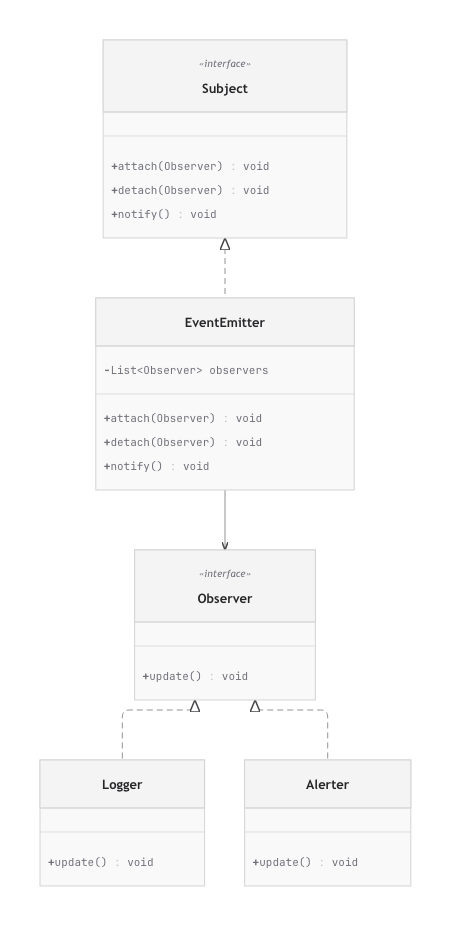 «interface»
Subject
+attach(Observer) : void
+detach(Observer) : void
+notify() : void
EventEmitter
-List<Observer> observers
+attach(Observer) : void
+detach(Observer) : void
+notify() : void
«interface»
Observer
+update() : void
Logger
+update() : void
Alerter
+update() : void